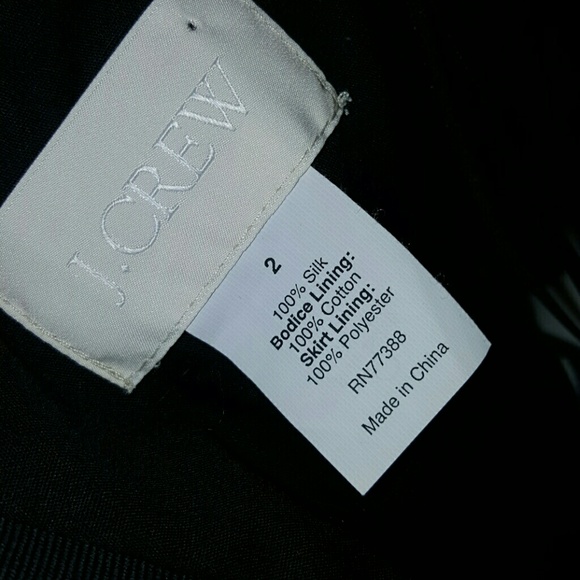 J.CREW
2
100% Silk
Bodice Lining:
100% Cotton
Skirt Lining:
100% Polyester
RN77388
Made in China